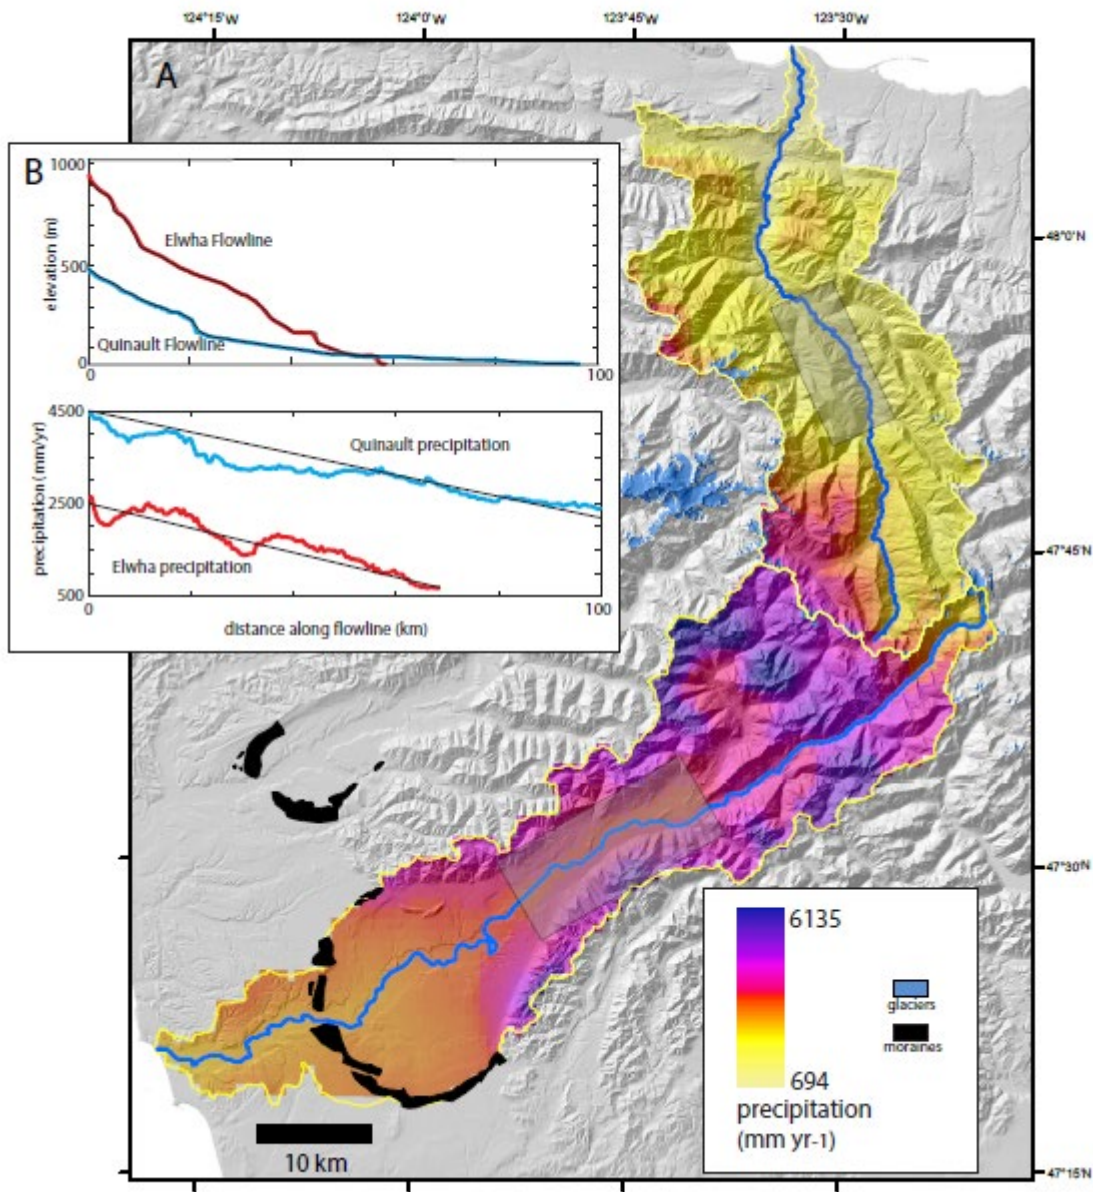 124°15'W 124°0'W 123°45'W 123°30'W
A
B
1000
elevation (m)
Elwha Flowline
500
Quinault Flowline
0
0 100
4500
Quinault precipitation
precipitation (mm/yr)
2500
Elwha precipitation
500
0 100
distance along flowline (km)
48°0'N
47°45'N
47°30'N
47°15'N
6135
694
precipitation
(mm yr-1)
glaciers
moraines
10 km